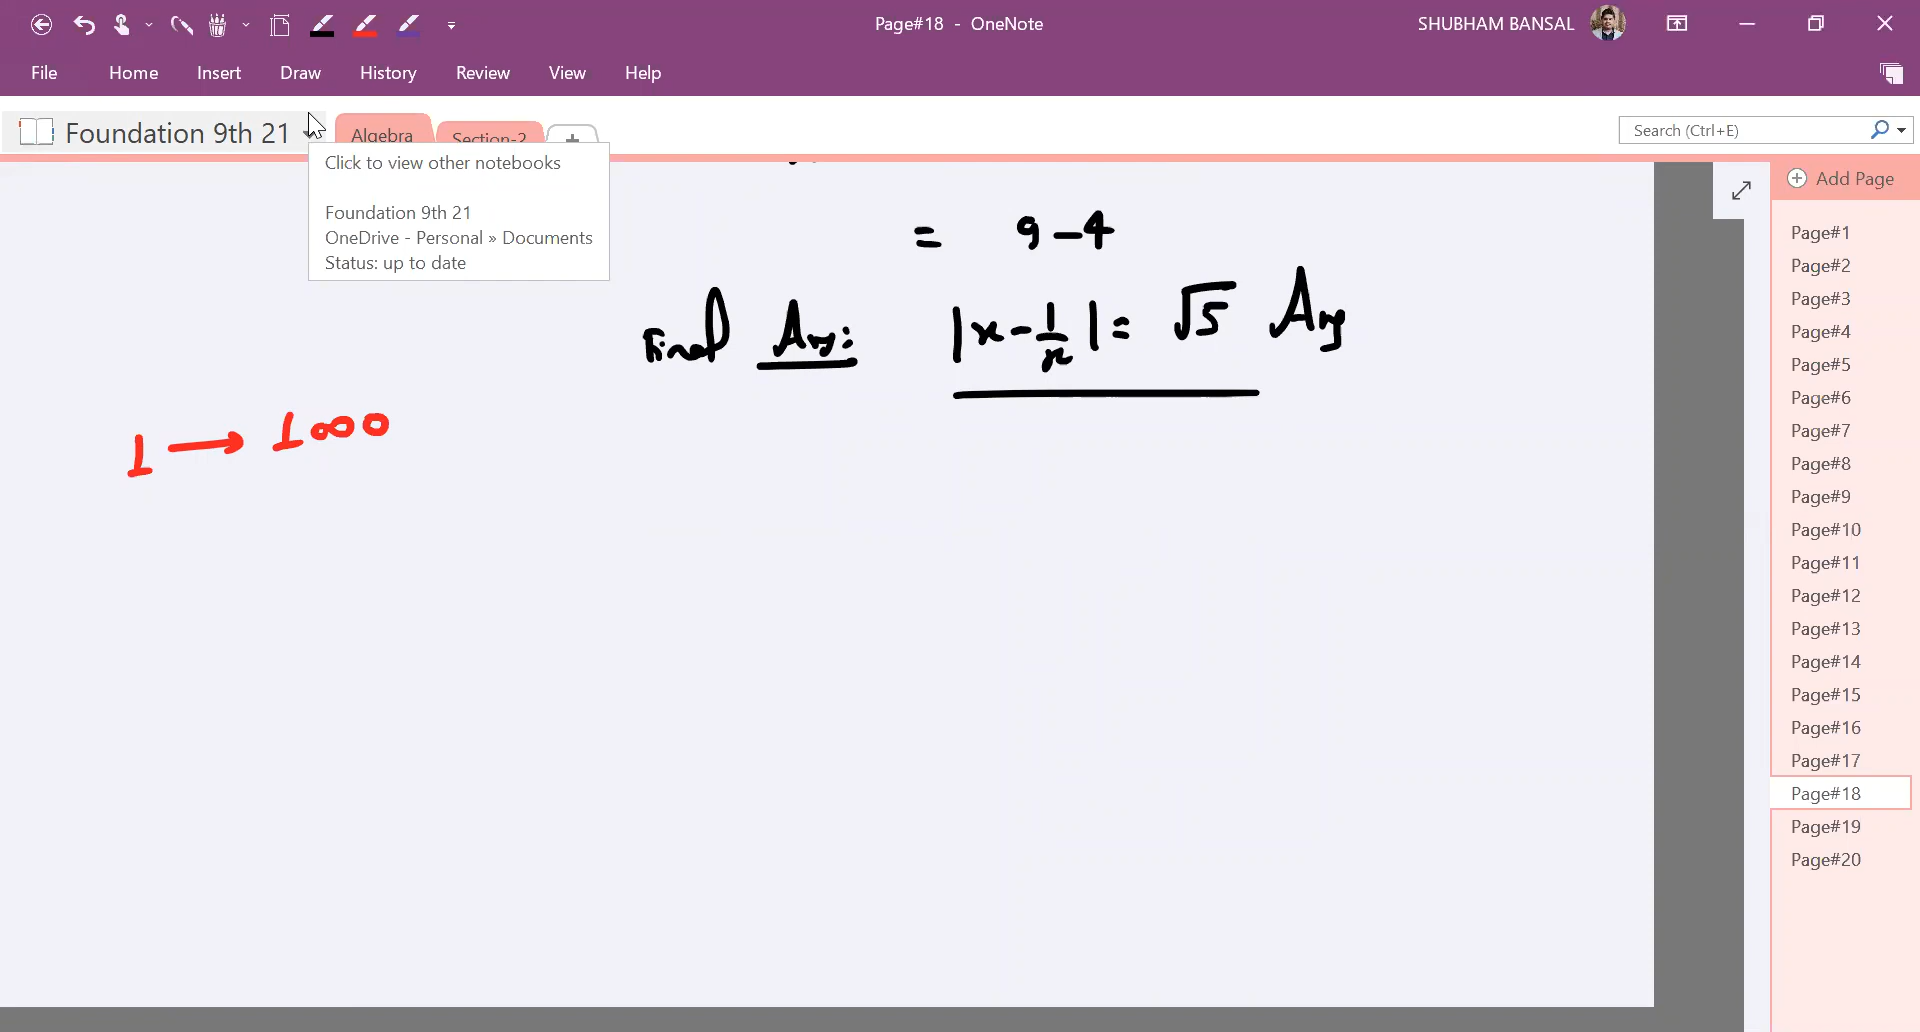 Page#18 - OneNote
SHUBHAM BANSAL
File Home Insert Draw History Review View Help
Foundation 9th 21
Algebra
Section-2
+
Search (Ctrl+E)
Click to view other notebooks
Foundation 9th 21
OneDrive - Personal » Documents
Status: up to date
= 9-4
Final Ans: |x - 1/x| = √5 Ans
1 → 1000
Add Page
Page#1
Page#2
Page#3
Page#4
Page#5
Page#6
Page#7
Page#8
Page#9
Page#10
Page#11
Page#12
Page#13
Page#14
Page#15
Page#16
Page#17
Page#18
Page#19
Page#20